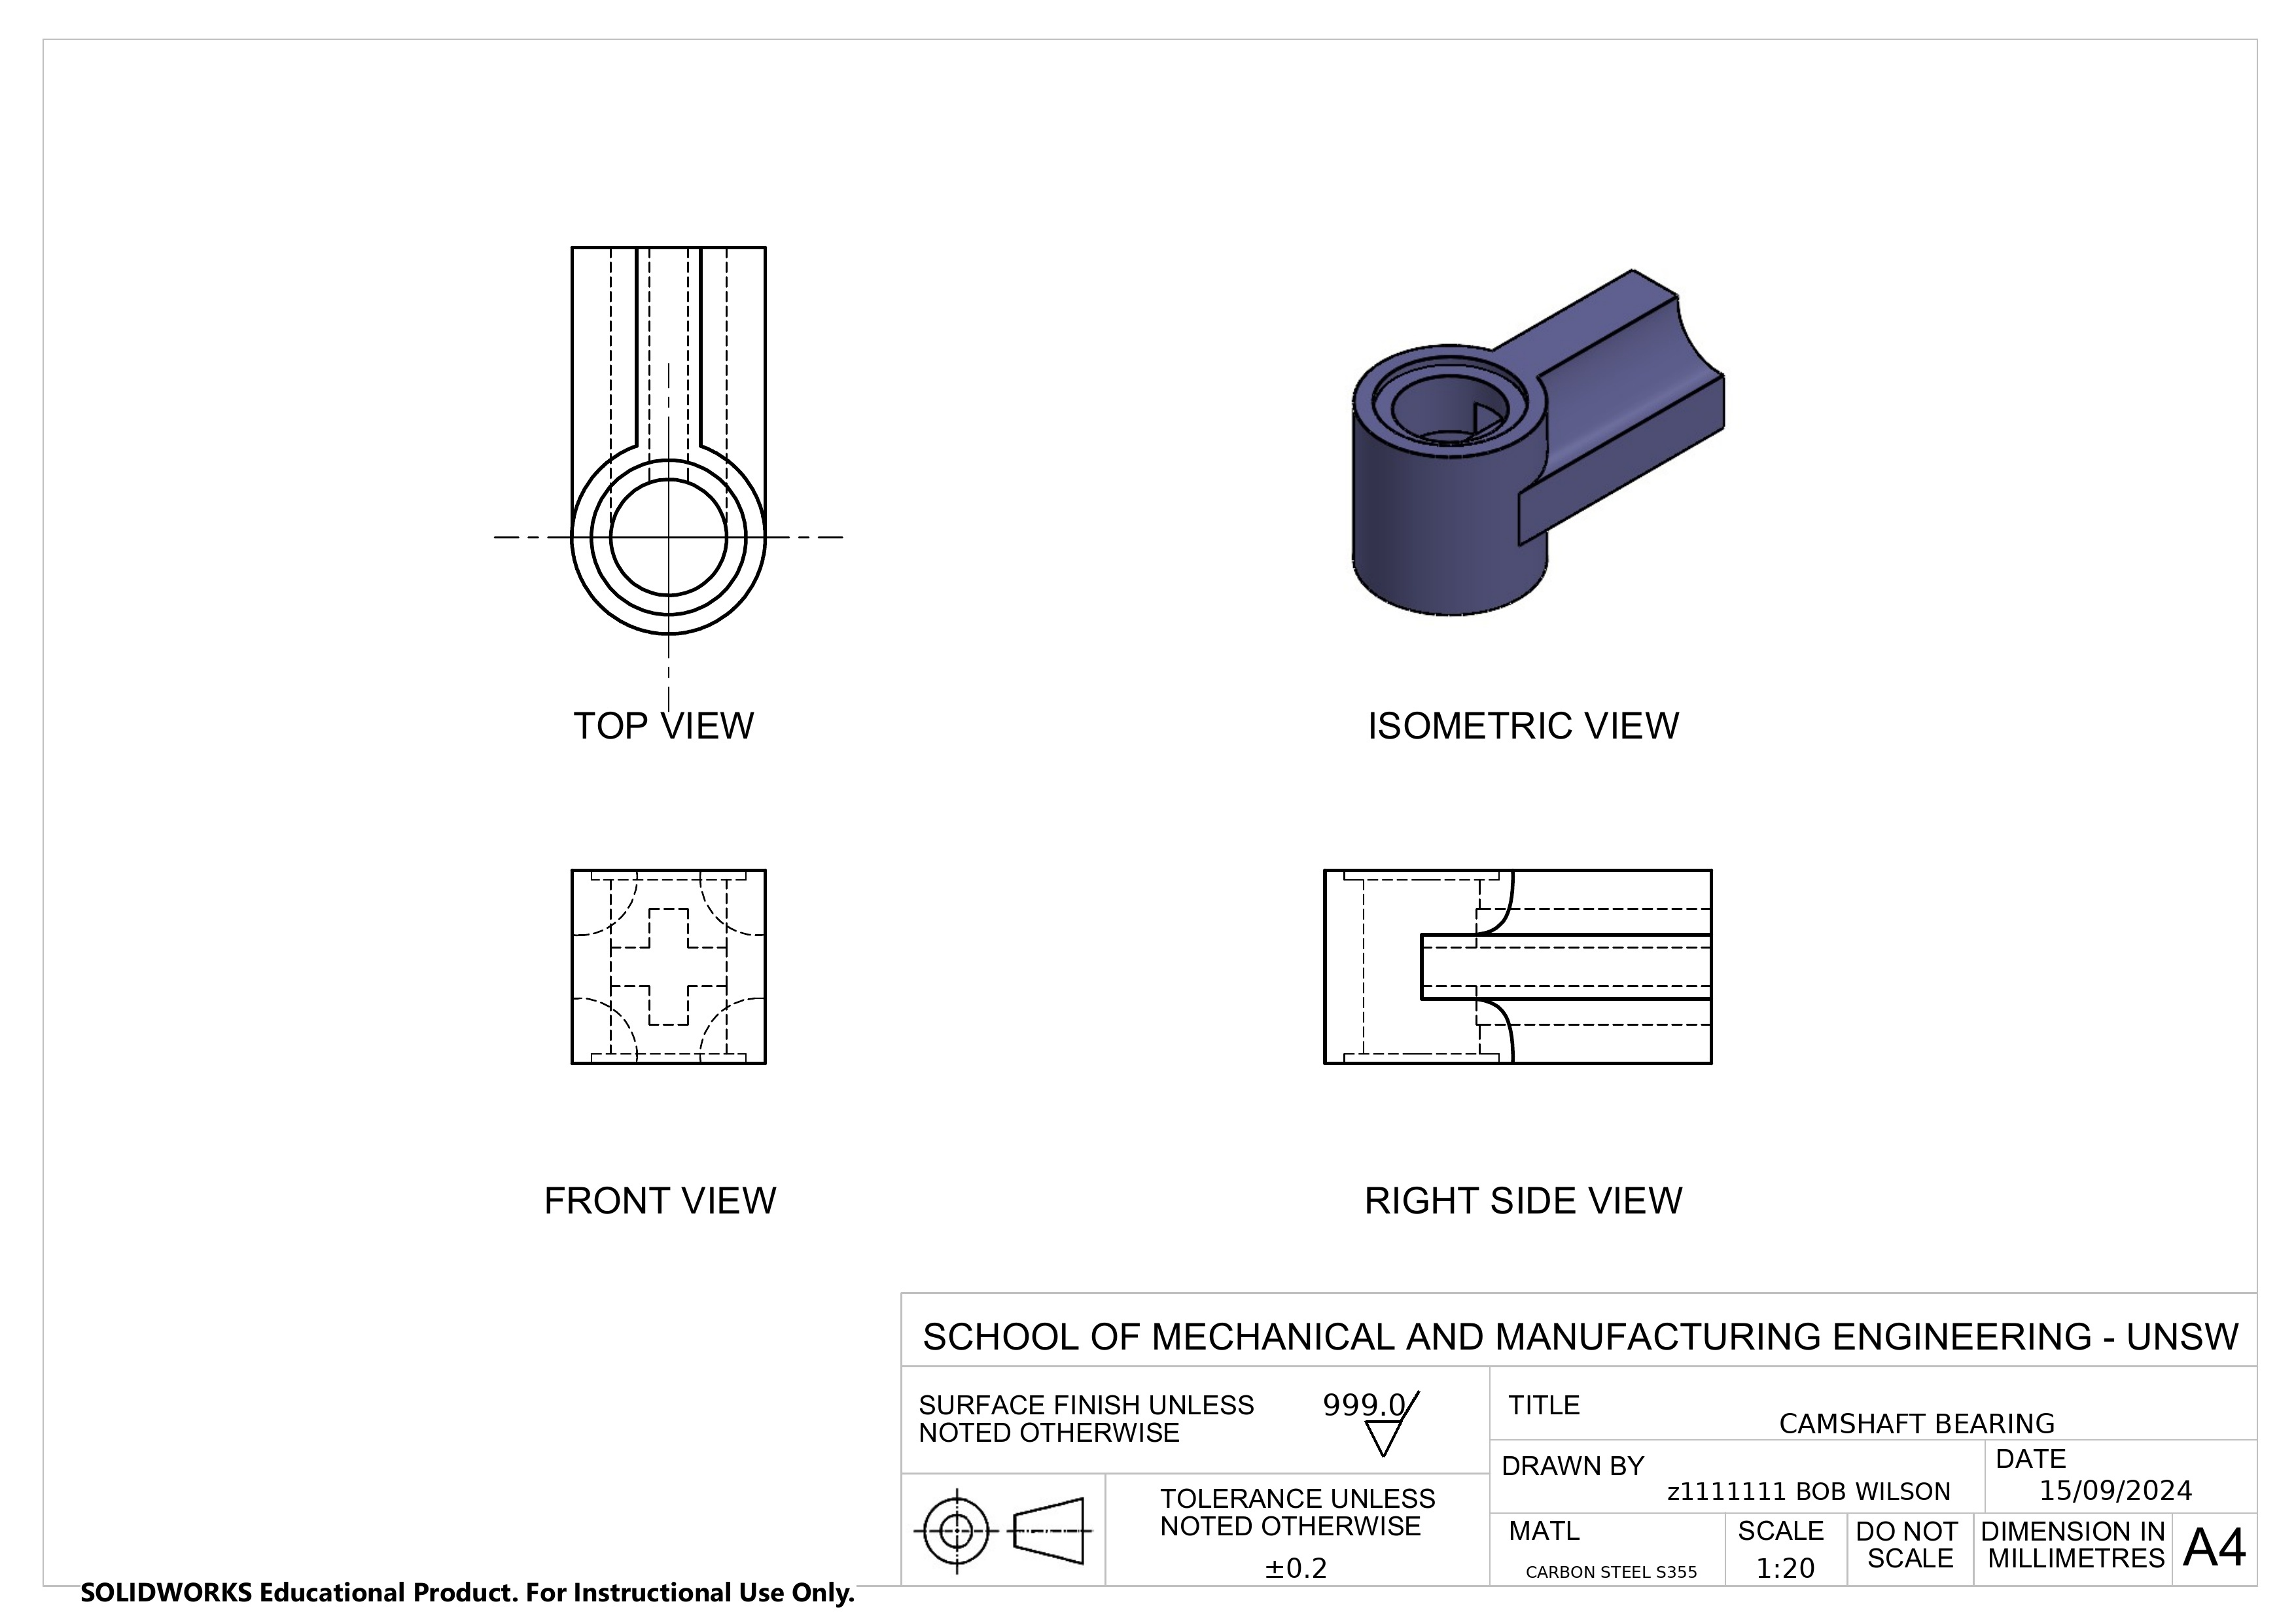 TOP VIEW
ISOMETRIC VIEW
FRONT VIEW
RIGHT SIDE VIEW
SCHOOL OF MECHANICAL AND MANUFACTURING ENGINEERING - UNSW
SURFACE FINISH UNLESS
NOTED OTHERWISE
999.0
TITLE
CAMSHAFT BEARING
DRAWN BY
z1111111 BOB WILSON
DATE
15/09/2024
TOLERANCE UNLESS
NOTED OTHERWISE
±0.2
MATL
CARBON STEEL S355
SCALE
1:20
DO NOT
SCALE
DIMENSION IN
MILLIMETRES
A4
SOLIDWORKS Educational Product. For Instructional Use Only.